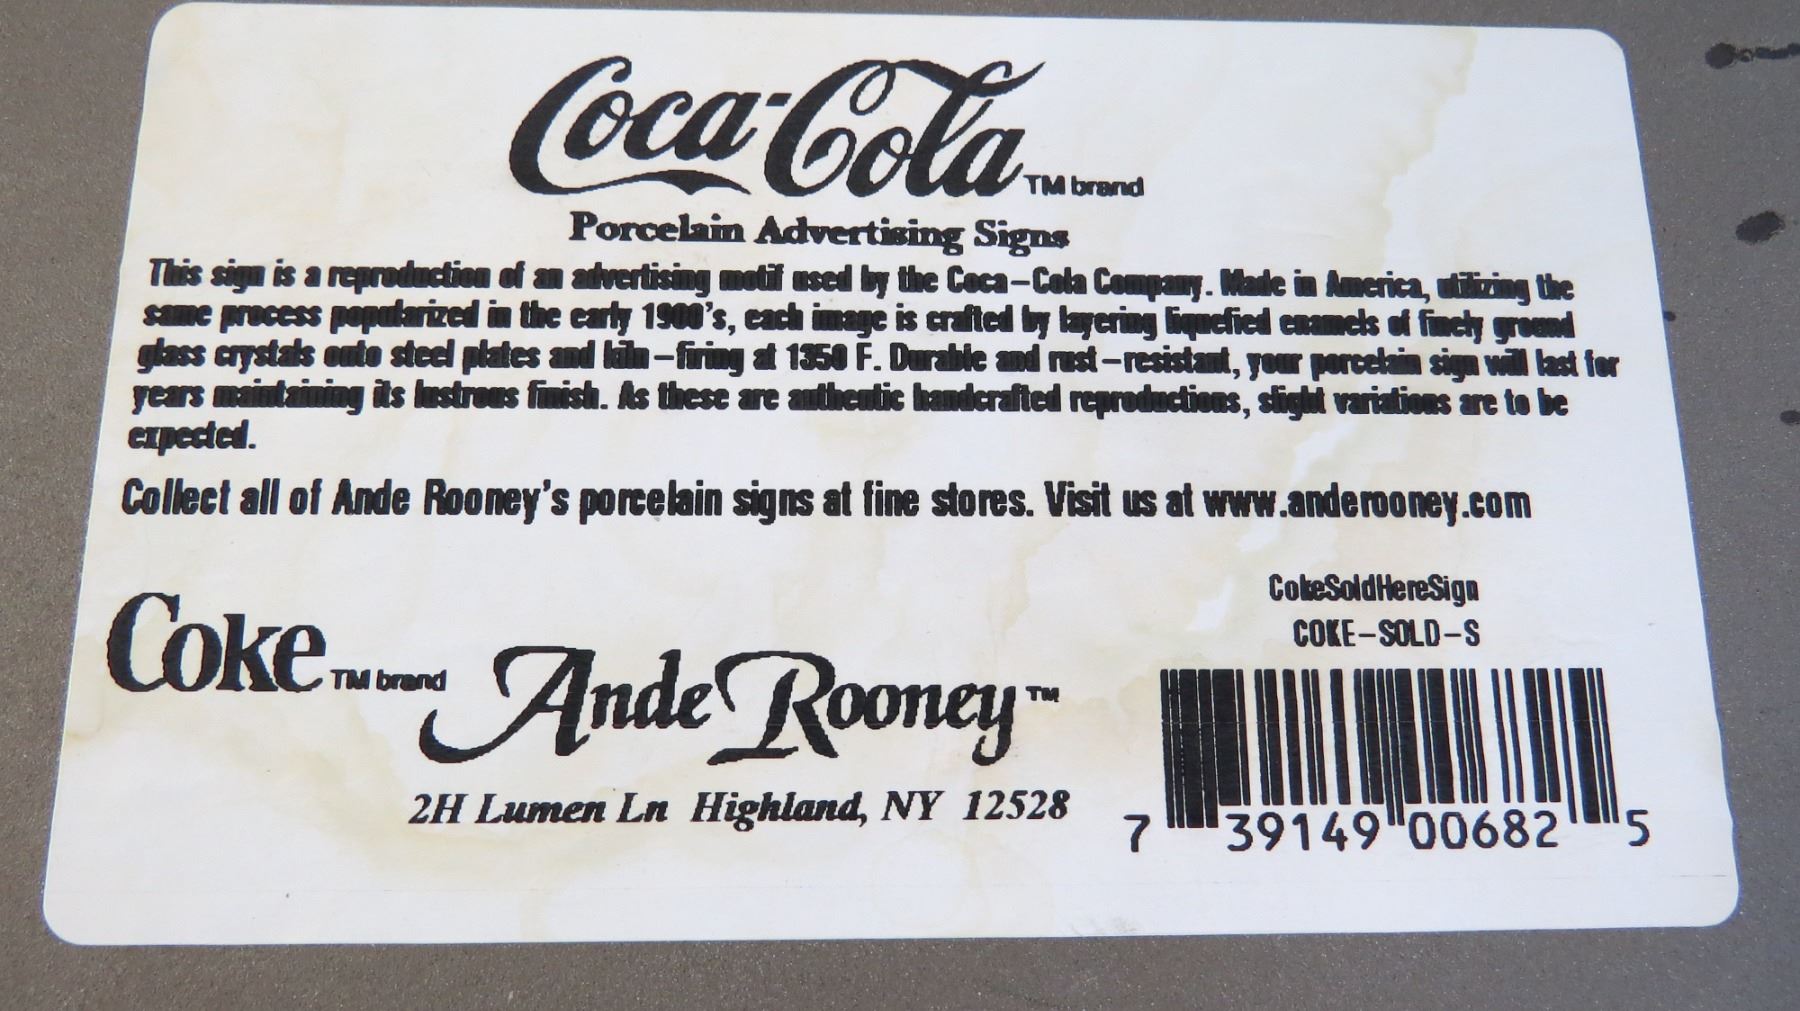 Coca-Cola TM brand
Porcelain Advertising Signs
This sign is a reproduction of an advertising motif used by the Coca-Cola Company. Made in America, utilizing the
same process popularized in the early 1900's, each image is crafted by layering liquefied enamels of finely ground
glass crystals onto steel plates and kiln-firing at 1350 F. Durable and rust-resistant, your porcelain sign will last for
years maintaining its lustrous finish. As these are authentic handcrafted reproductions, slight variations are to be
expected.
Collect all of Ande Rooney's porcelain signs at fine stores. Visit us at www.anderooney.com
Coke TM brand
Ande Rooney TM
2H Lumen Ln Highland, NY 12528
CokeSoldHereSign
COKE-SOLD-S
7 39149 00682 5